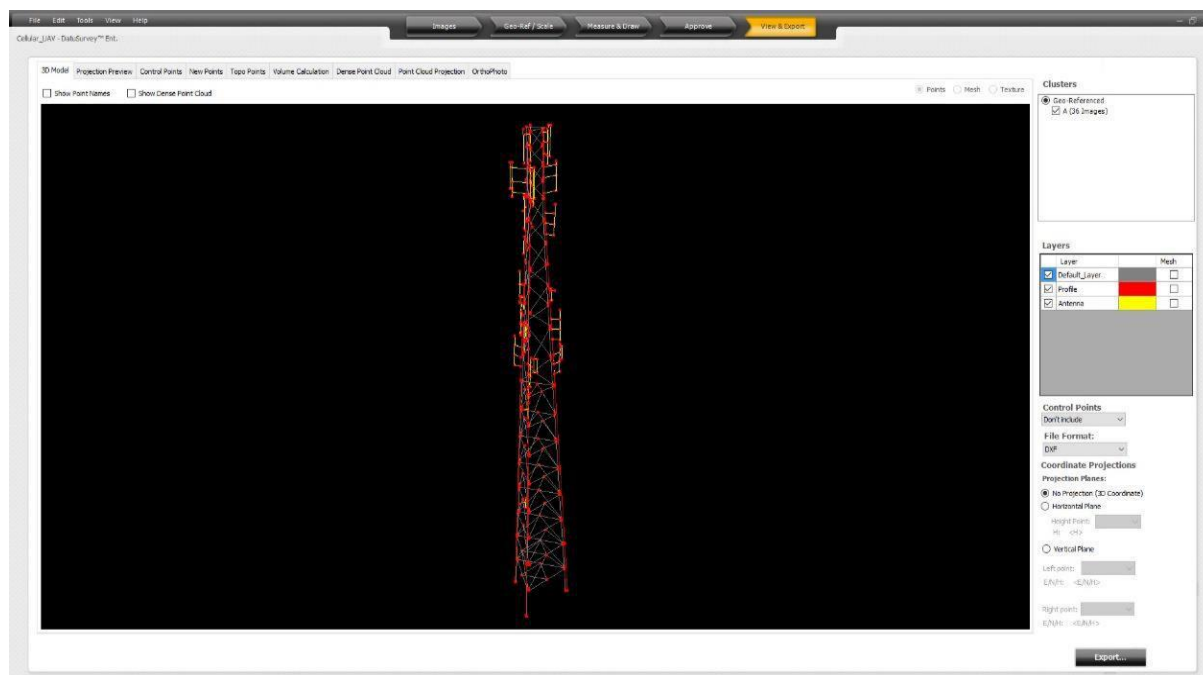 File Edit Tools View Help
Images Geo-Ref / Scale Measure & Draw Approve View & Export
Cellular_UAV - DatuSurvey™ Ent.
3D Model Projection Preview Control Points New Points Topo Points Volume Calculation Dense Point Cloud Point Cloud Projection OrthoPhoto
Show Point Names Show Dense Point Cloud Points Mesh Texture
Clusters
Geo-Referenced
A (36 Images)
Layers
Layer Mesh
Default_Layer
Profile
Antenna
Control Points
Don't include
File Format:
DXF
Coordinate Projections
Projection Planes:
No Projection (3D Coordinate)
Horizontal Plane
Height Point:
H: <H>
Vertical Plane
Left point:
E/N/H: <E/N/H>
Right point:
E/N/H: <E/N/H>
Export...